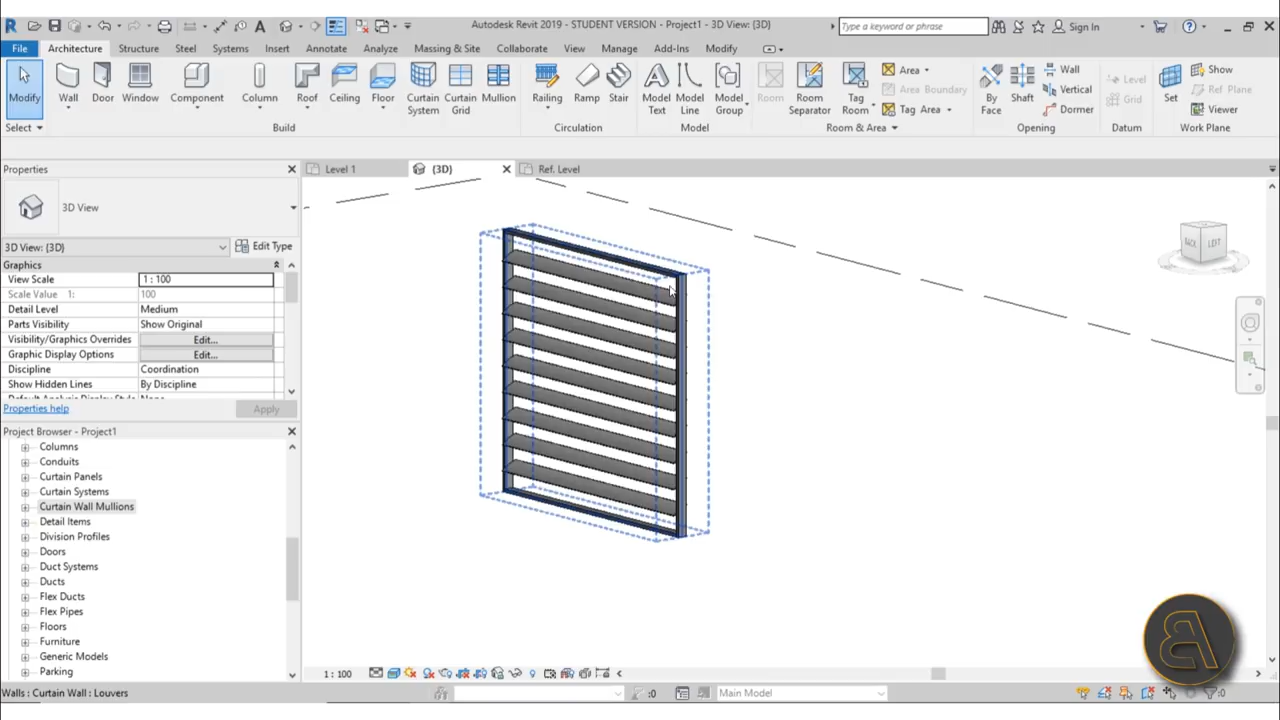 Autodesk Revit 2019 - STUDENT VERSION - Project1 - 3D View: {3D}
Type a keyword or phrase
Sign In
File Architecture Structure Steel Systems Insert Annotate Analyze Massing & Site Collaborate View Manage Add-Ins Modify
Modify Wall Door Window Component Column Roof Ceiling Floor Curtain System Curtain Grid Mullion Railing Ramp Stair Model Text Model Line Model Group Room Room Separator Tag Room
Area
Area Boundary
Tag Area
By Face Shaft
Wall
Vertical
Dormer
Level
Grid
Set
Show
Ref Plane
Viewer
Select Build Circulation Model Room & Area Opening Datum Work Plane
Properties
Level 1 {3D} Ref. Level
3D View
3D View: {3D} Edit Type
Graphics
View Scale 1 : 100
Scale Value 1: 100
Detail Level Medium
Parts Visibility Show Original
Visibility/Graphics Overrides Edit...
Graphic Display Options Edit...
Discipline Coordination
Show Hidden Lines By Discipline
Default Analysis Display Style None
Properties help Apply
Project Browser - Project1
Columns
Conduits
Curtain Panels
Curtain Systems
Curtain Wall Mullions
Detail Items
Division Profiles
Doors
Duct Systems
Ducts
Flex Ducts
Flex Pipes
Floors
Furniture
Generic Models
Parking
BACK LEFT
1 : 100
Walls : Curtain Wall : Louvers
:0
Main Model
:0